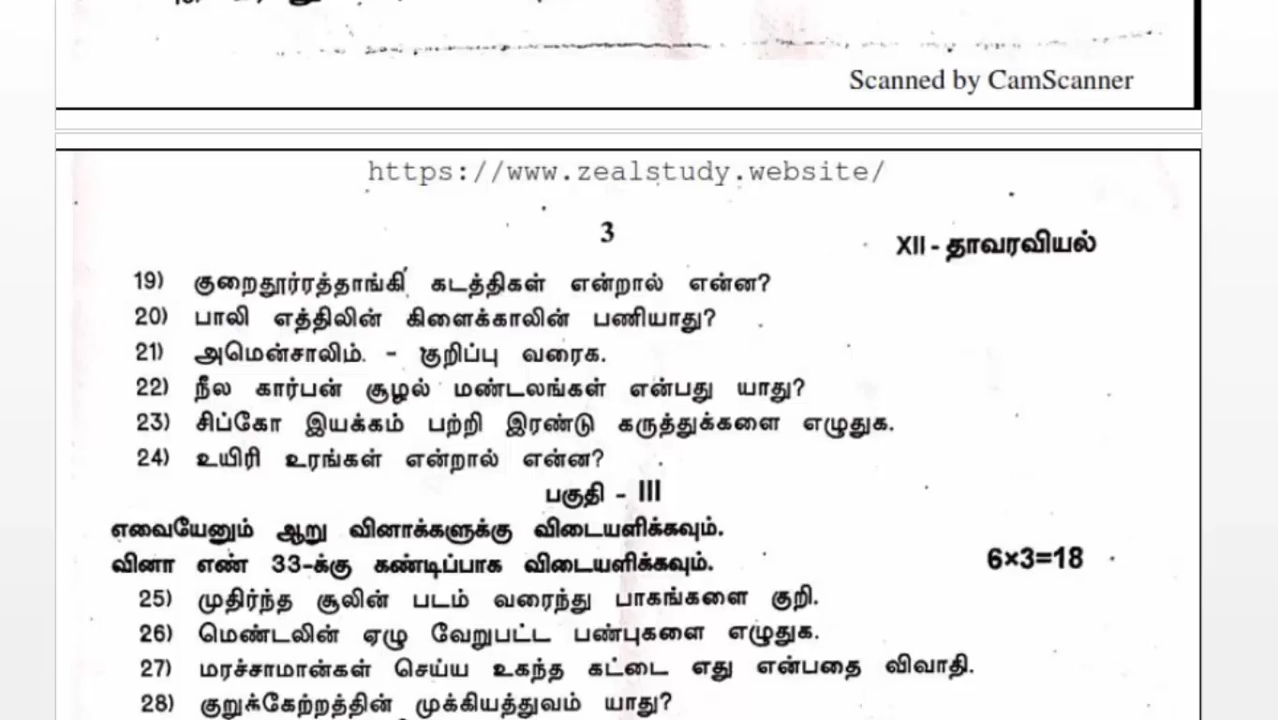 Scanned by CamScanner
https://www.zealstudy.website/
3
XII - தாவரவியல்
19) குறைதூர்ரத்தாங்கி கடத்திகள் என்றால் என்ன?
20) பாலி எத்திலின் கிளைக்காலின் பணியாது?
21) அமென்சாலிம். - குறிப்பு வரைக.
22) நீல கார்பன் சூழல் மண்டலங்கள் என்பது யாது?
23) சிப்கோ இயக்கம் பற்றி இரண்டு கருத்துக்களை எழுதுக.
24) உயிரி உரங்கள் என்றால் என்ன?
பகுதி - III
எவையேனும் ஆறு வினாக்களுக்கு விடையளிக்கவும்.
வினா எண் 33-க்கு கண்டிப்பாக விடையளிக்கவும். 6×3=18
25) முதிர்ந்த சூலின் படம் வரைந்து பாகங்களை குறி.
26) மெண்டலின் ஏழு வேறுபட்ட பண்புகளை எழுதுக.
27) மரச்சாமான்கள் செய்ய உகந்த கட்டை எது என்பதை விவாதி.
28) குறுக்கேற்றத்தின் முக்கியத்துவம் யாது?